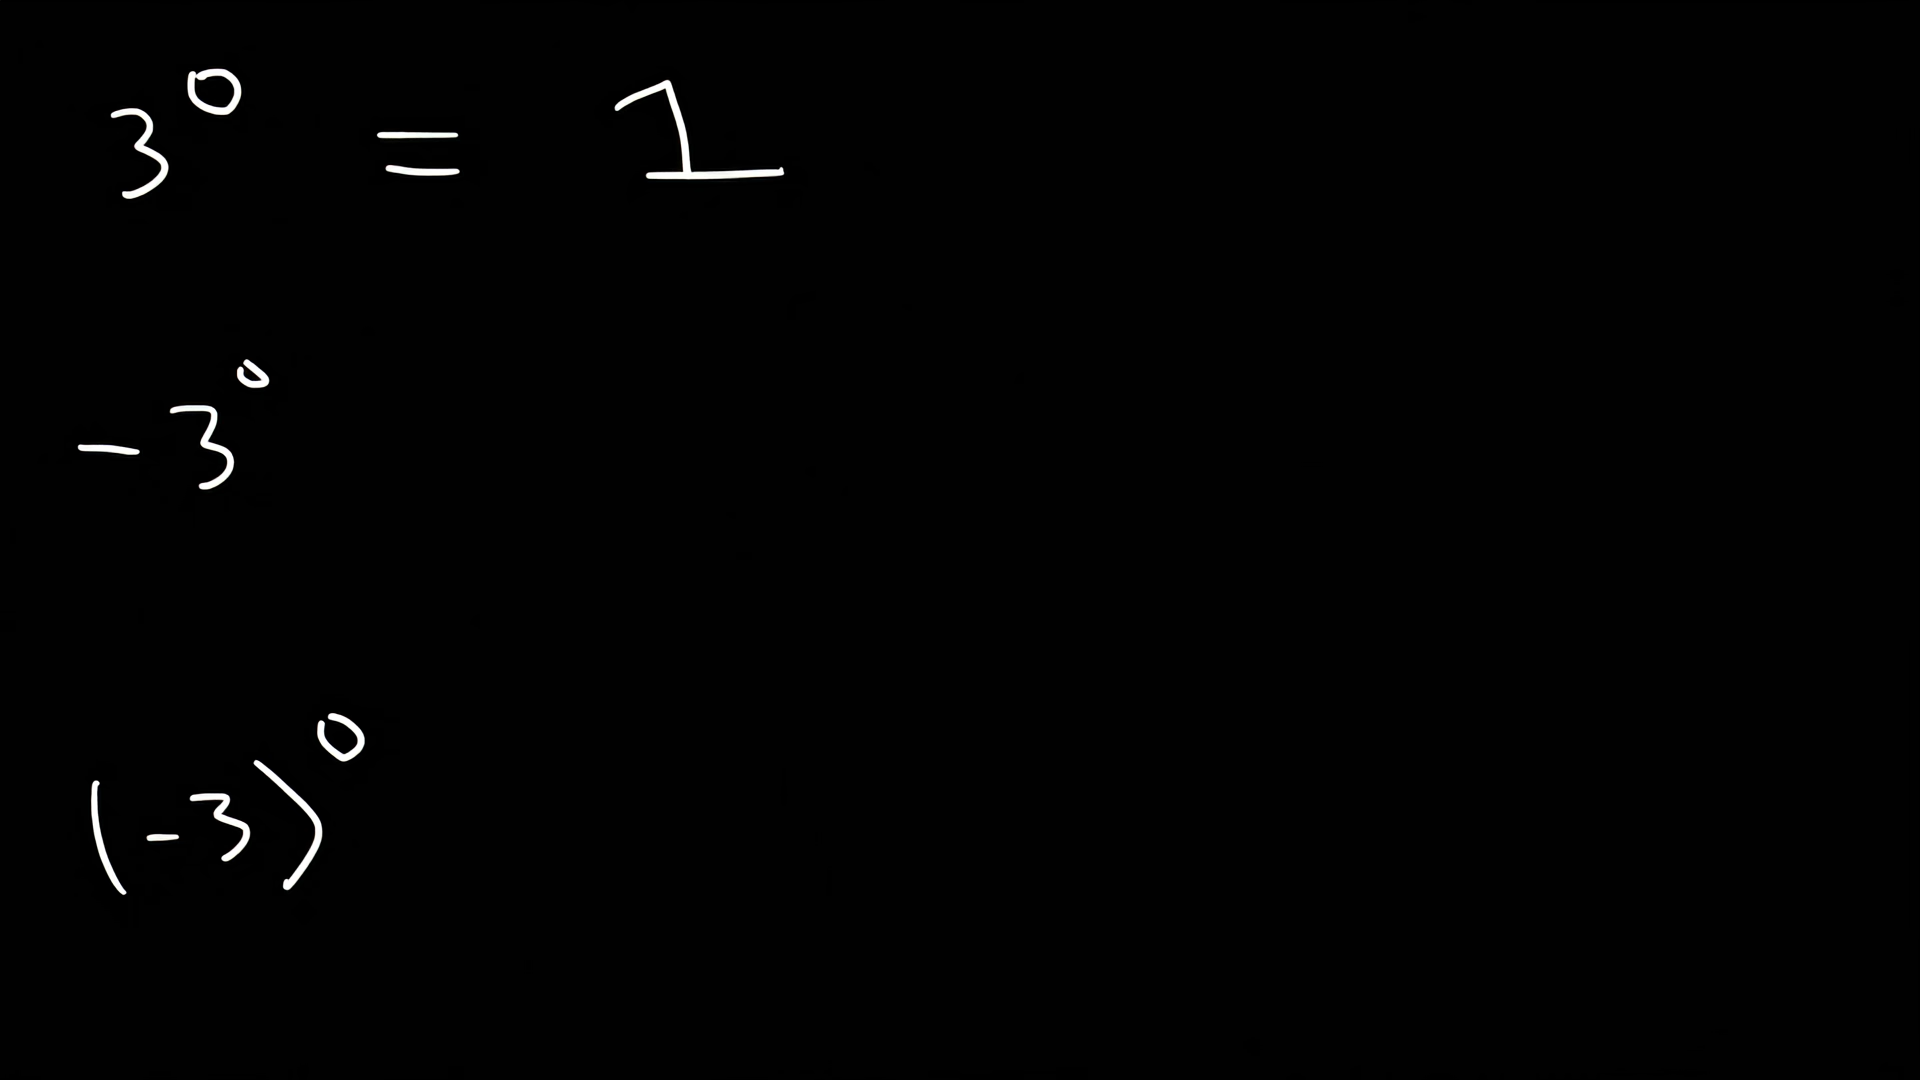 3⁰ = 1
-3⁰
(-3)⁰